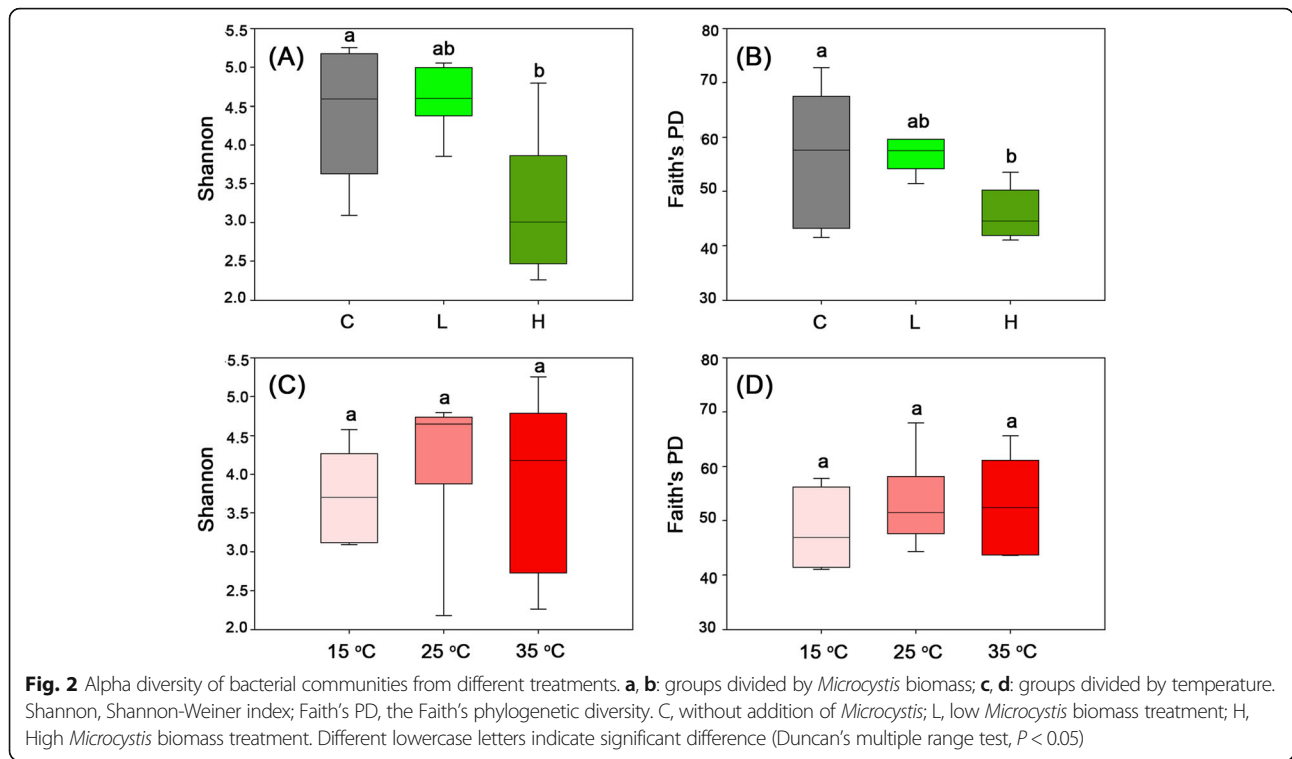 (A)
Shannon
5.5
5.0
4.5
4.0
3.5
3.0
2.5
2.0
a
ab
b
C
L
H
(B)
Faith's PD
80
70
60
50
40
30
a
ab
b
C
L
H
(C)
Shannon
5.5
5.0
4.5
4.0
3.5
3.0
2.5
2.0
a
a
a
15 °C
25 °C
35 °C
(D)
Faith's PD
80
70
60
50
40
30
a
a
a
15 °C
25 °C
35 °C
Fig. 2 Alpha diversity of bacterial communities from different treatments. a, b: groups divided by Microcystis biomass; c, d: groups divided by temperature.
Shannon, Shannon-Weiner index; Faith's PD, the Faith's phylogenetic diversity. C, without addition of Microcystis; L, low Microcystis biomass treatment; H,
High Microcystis biomass treatment. Different lowercase letters indicate significant difference (Duncan's multiple range test, P < 0.05)